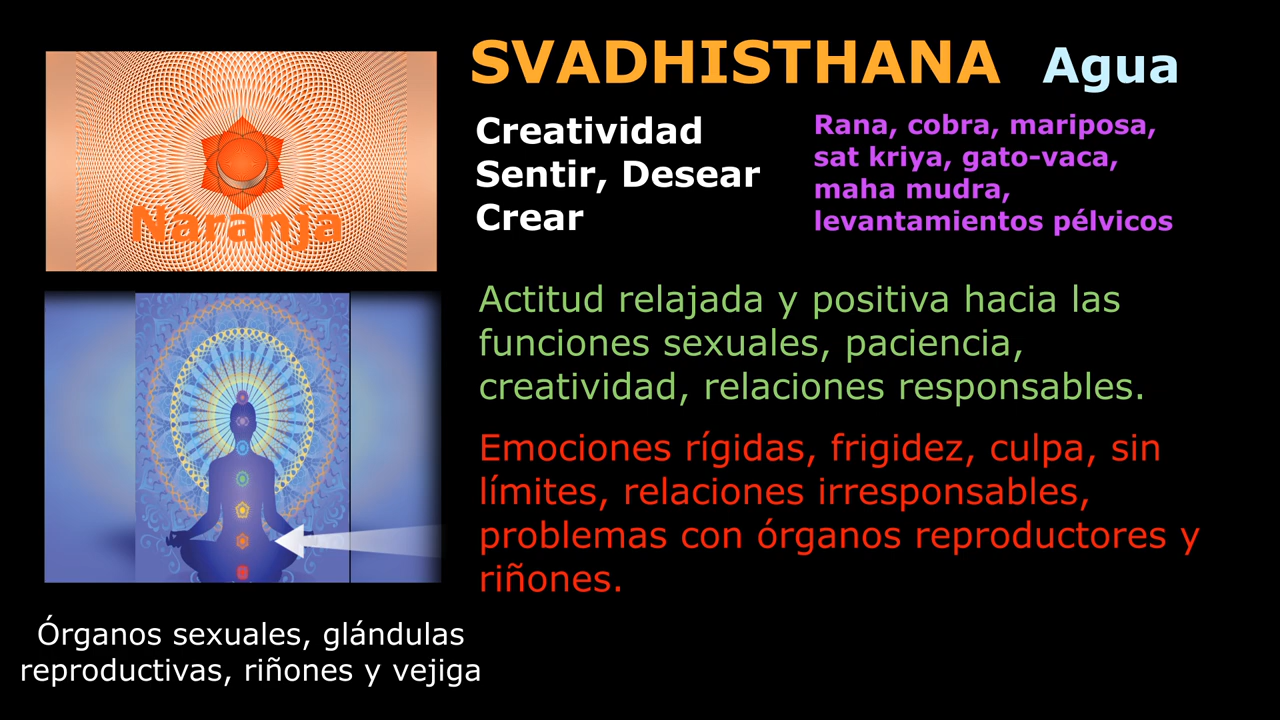 SVADHISTHANA Agua
Creatividad
Sentir, Desear
Crear
Rana, cobra, mariposa,
sat kriya, gato-vaca,
maha mudra,
levantamientos pélvicos
Naranja
Actitud relajada y positiva hacia las
funciones sexuales, paciencia,
creatividad, relaciones responsables.
Emociones rígidas, frigidez, culpa, sin
límites, relaciones irresponsables,
problemas con órganos reproductores y
riñones.
Órganos sexuales, glándulas
reproductivas, riñones y vejiga